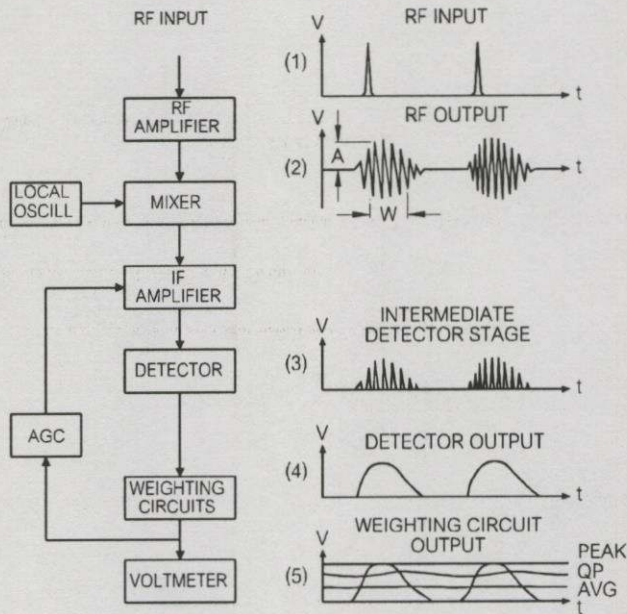 RF INPUT
RF
AMPLIFIER
LOCAL
OSCILL
MIXER
IF
AMPLIFIER
DETECTOR
AGC
WEIGHTING
CIRCUITS
VOLTMETER
RF INPUT
V
(1)
t
RF OUTPUT
V
(2)
A
W
t
INTERMEDIATE
DETECTOR STAGE
V
(3)
t
DETECTOR OUTPUT
V
(4)
t
WEIGHTING CIRCUIT
OUTPUT
V
(5)
PEAK
QP
AVG
t